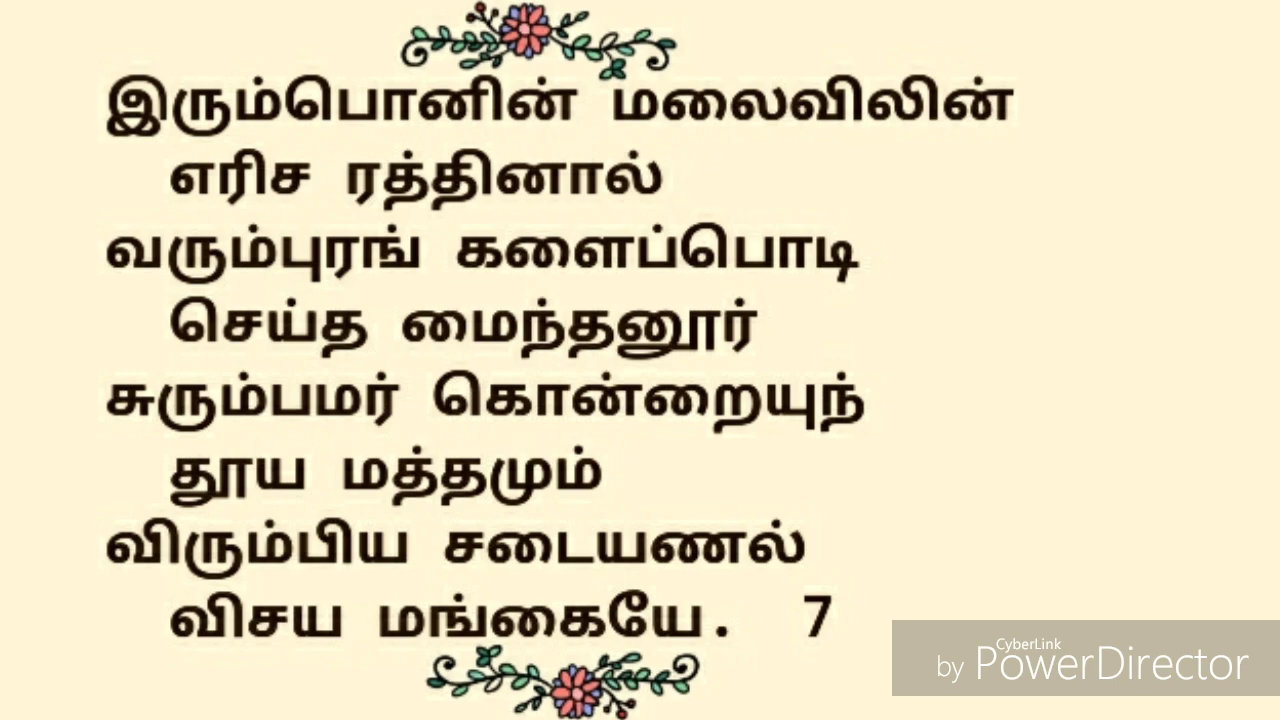 இரும்பொனின் மலைவிலின்
எரிச ரத்தினால்
வரும்புரங் களைப்பொடி
செய்த மைந்தனூர்
சுரும்பமர் கொன்றையுந்
தூய மத்தமும்
விரும்பிய சடையணல்
விசய மங்கையே. 7
by CyberLink PowerDirector